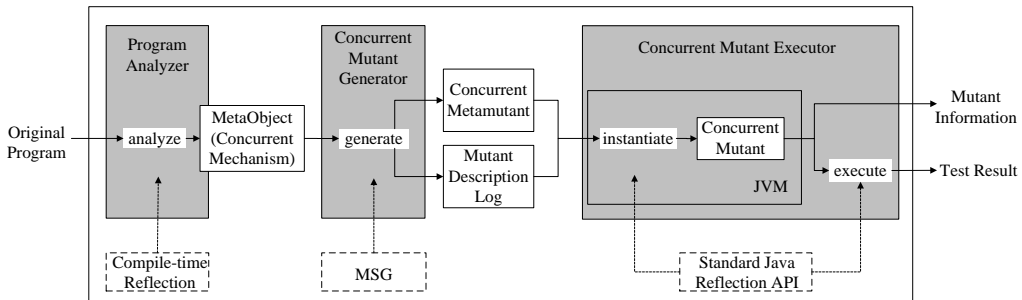 Original
Program
Program
Analyzer
analyze
MetaObject
(Concurrent
Mechanism)
Compile-time
Reflection
Concurrent
Mutant
Generator
generate
MSG
Concurrent
Metamutant
Mutant
Description
Log
Concurrent Mutant Executor
instantiate
Concurrent
Mutant
JVM
execute
Standard Java
Reflection API
Mutant
Information
Test Result